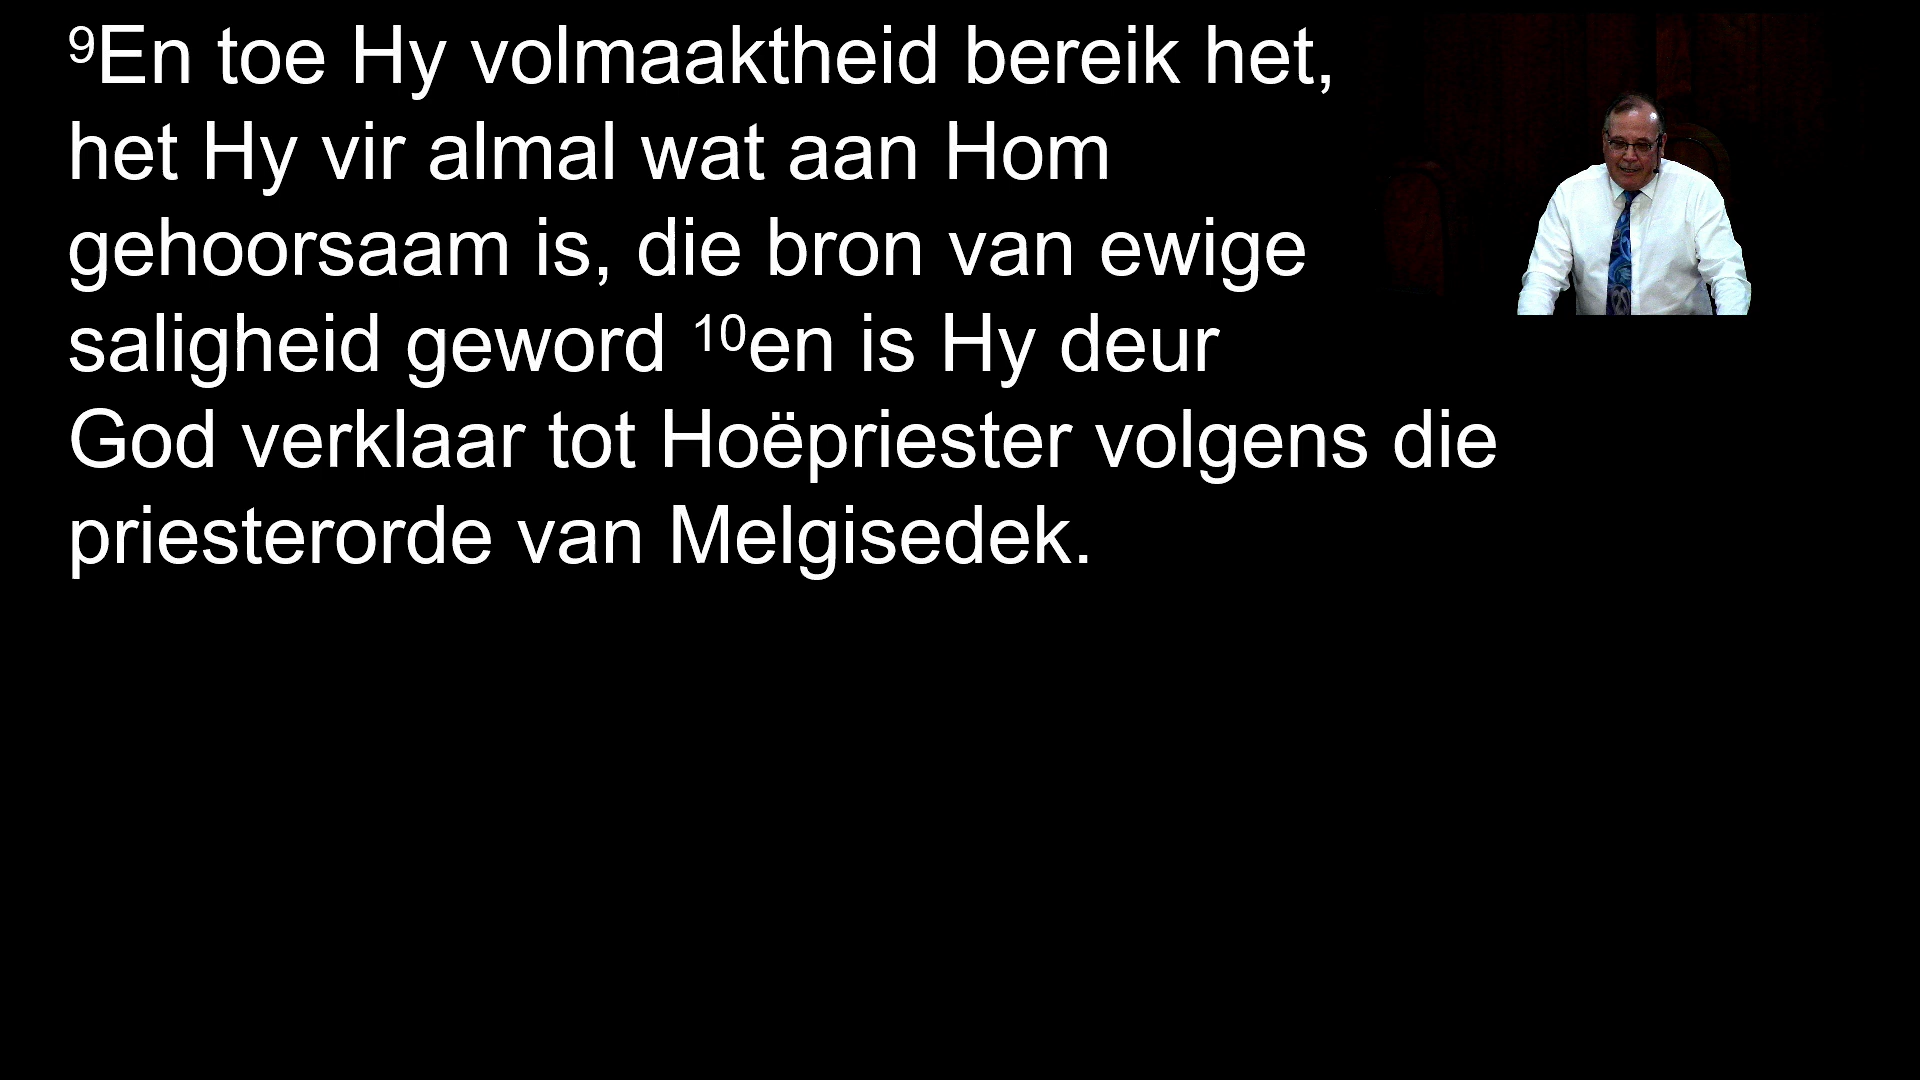 ⁹En toe Hy volmaaktheid bereik het,
het Hy vir almal wat aan Hom
gehoorsaam is, die bron van ewige
saligheid geword ¹⁰en is Hy deur
God verklaar tot Hoëpriester volgens die
priesterorde van Melgisedek.